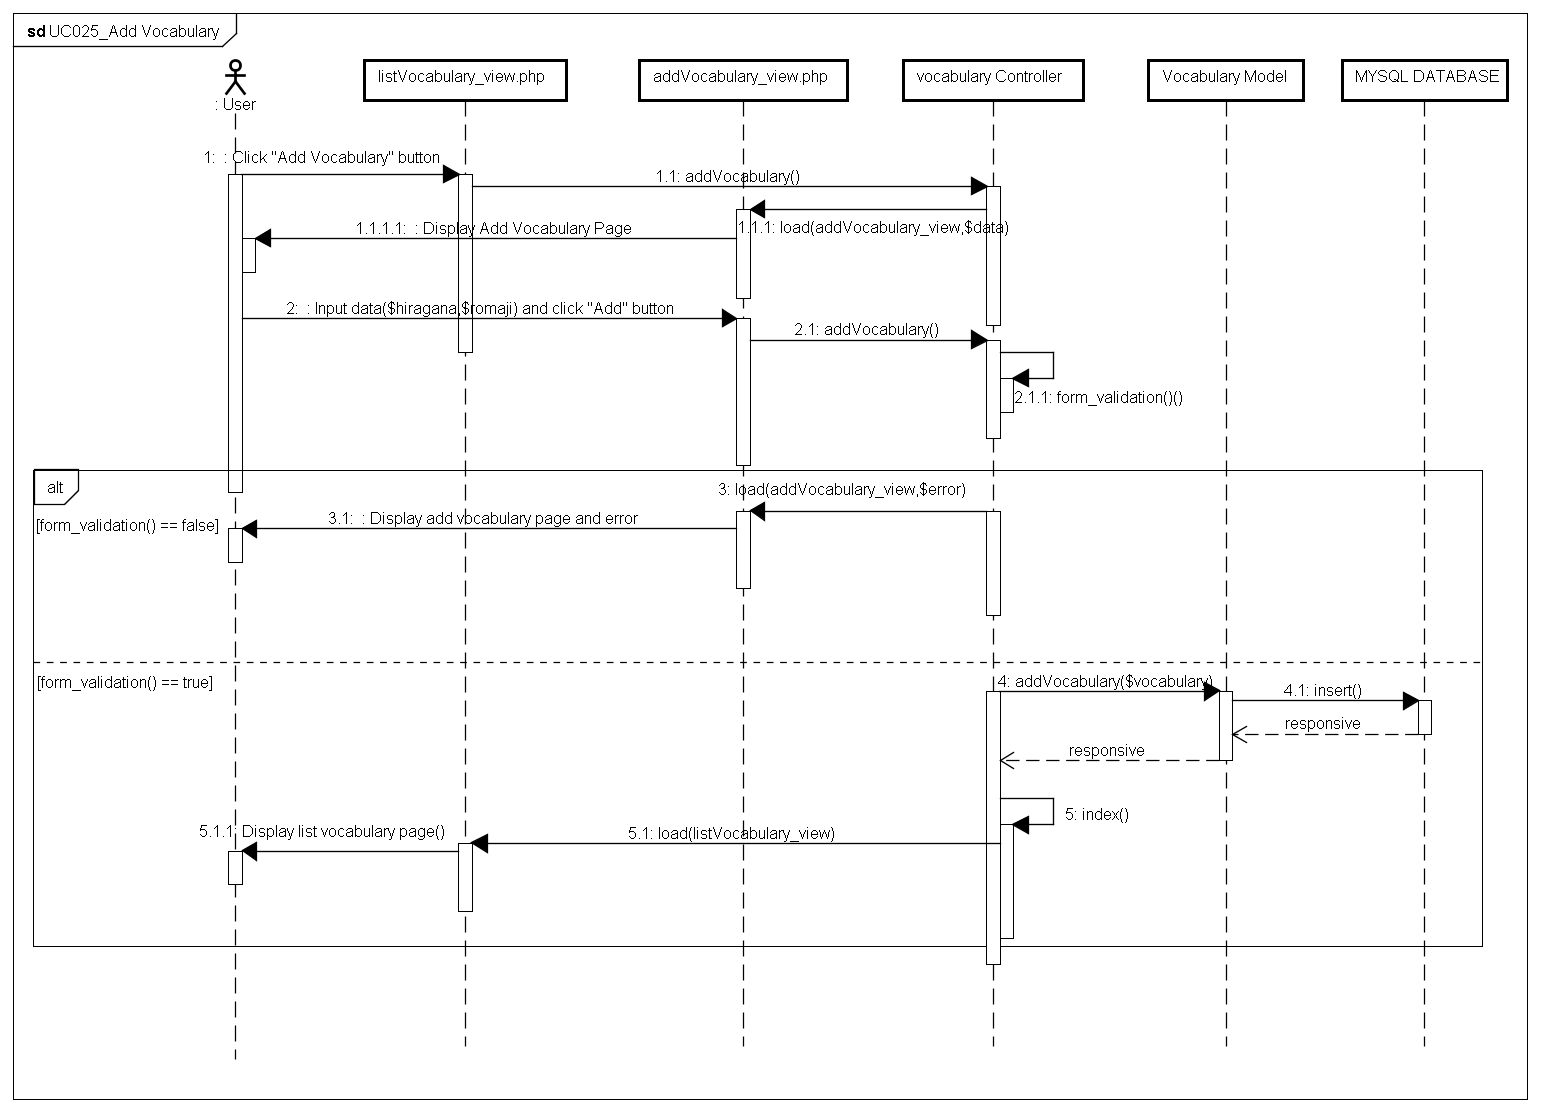 sd UC025_Add Vocabulary
: User
listVocabulary_view.php
addVocabulary_view.php
vocabulary Controller
Vocabulary Model
MYSQL DATABASE
1:  : Click "Add Vocabulary" button
1.1: addVocabulary()
1.1.1: load(addVocabulary_view,$data)
1.1.1.1:  : Display Add Vocabulary Page
2:  : Input data($hiragana,$romaji) and click "Add" button
2.1: addVocabulary()
2.1.1: form_validation()()
alt
3: load(addVocabulary_view,$error)
[form_validation() == false]
3.1:  : Display add vocabulary page and error
[form_validation() == true]
4: addVocabulary($vocabulary)
4.1: insert()
responsive
responsive
5: index()
5.1: load(listVocabulary_view)
5.1.1: Display list vocabulary page()